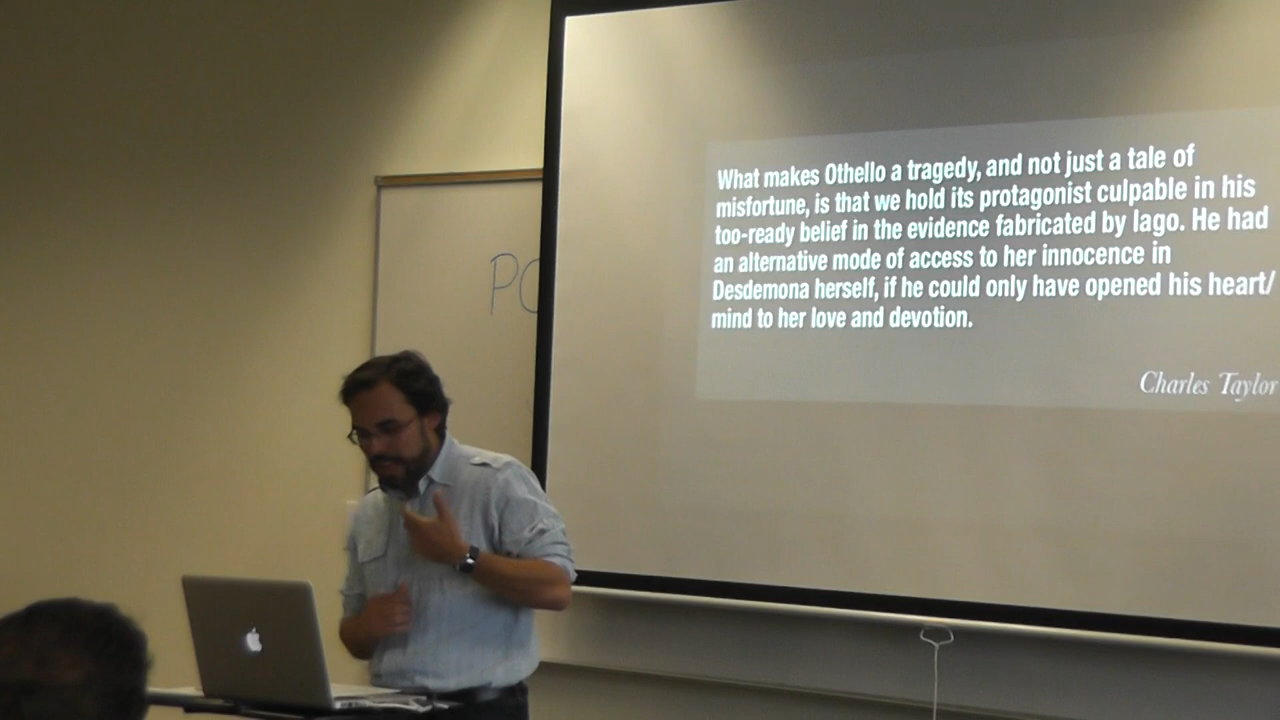 What makes Othello a tragedy, and not just a tale of
misfortune, is that we hold its protagonist culpable in his
too-ready belief in the evidence fabricated by Iago. He had
an alternative mode of access to her innocence in
Desdemona herself, if he could only have opened his heart/
mind to her love and devotion.
Charles Taylor
PO